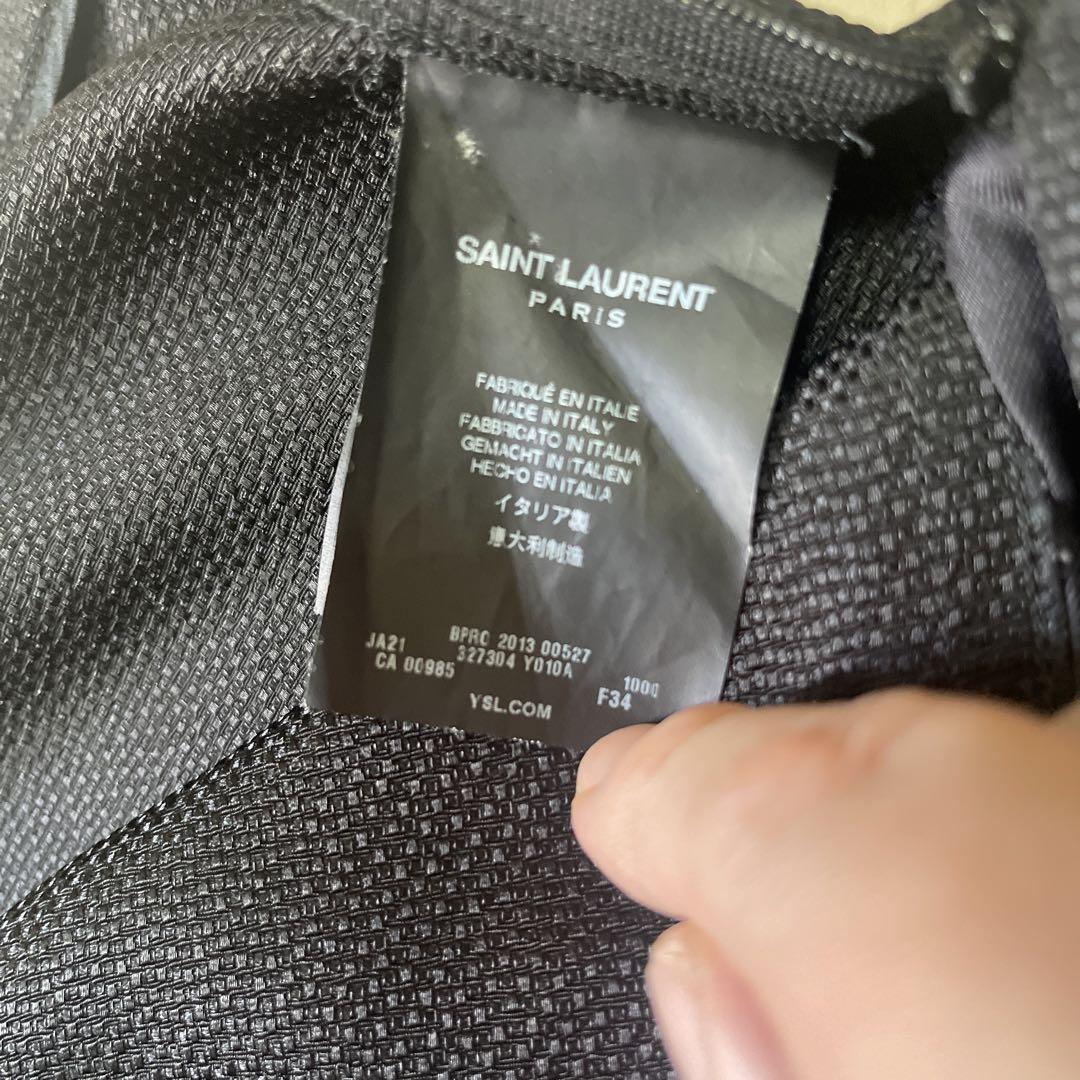 SAINT LAURENT
PARIS
FABRIQUÉ EN ITALIE
MADE IN ITALY
FABBRICATO IN ITALIA
GEMACHT IN ITALIEN
HECHO EN ITALIA
イタリア製
意大利制造
JA21 BPRC 2013 00527
CA 00985 327304 Y010A 1000
YSL.COM F34